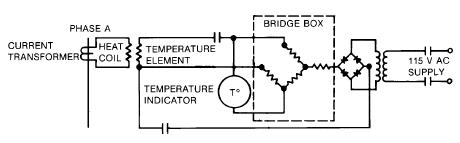 BRIDGE BOX
PHASE A
CURRENT
TRANSFORMER
HEAT
COIL
TEMPERATURE
ELEMENT
TEMPERATURE
INDICATOR
T°
115 V AC
SUPPLY